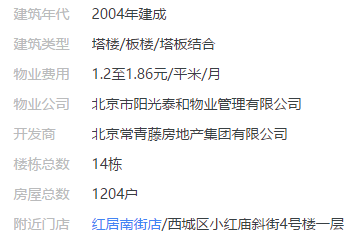 建筑年代 2004年建成
建筑类型 塔楼/板楼/塔板结合
物业费用 1.2至1.86元/平米/月
物业公司 北京市阳光泰和物业管理有限公司
开发商 北京常青藤房地产集团有限公司
楼栋总数 14栋
房屋总数 1204户
附近门店 红居南街店/西城区小红庙斜街4号楼一层